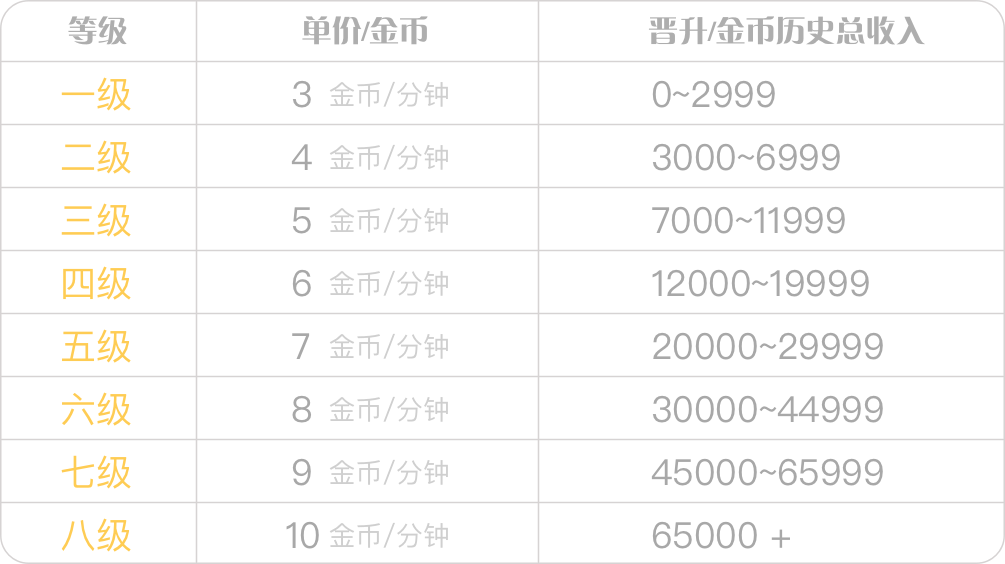 等级 单价/金币 晋升/金币历史总收入
一级 3 金币/分钟 0~2999
二级 4 金币/分钟 3000~6999
三级 5 金币/分钟 7000~11999
四级 6 金币/分钟 12000~19999
五级 7 金币/分钟 20000~29999
六级 8 金币/分钟 30000~44999
七级 9 金币/分钟 45000~65999
八级 10 金币/分钟 65000 +